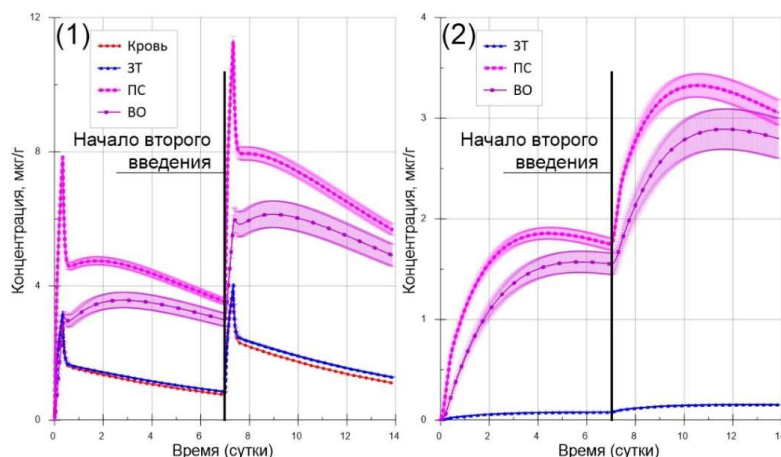 (1)
Кровь
ЗТ
ПС
ВО
Начало второго
введения
Концентрация, мкг/г
12
8
4
0
0
2
4
6
8
10
12
14
Время (сутки)
(2)
ЗТ
ПС
ВО
Начало второго
введения
Концентрация, мкг/г
4
3
2
1
0
0
2
4
6
8
10
12
14
Время (сутки)